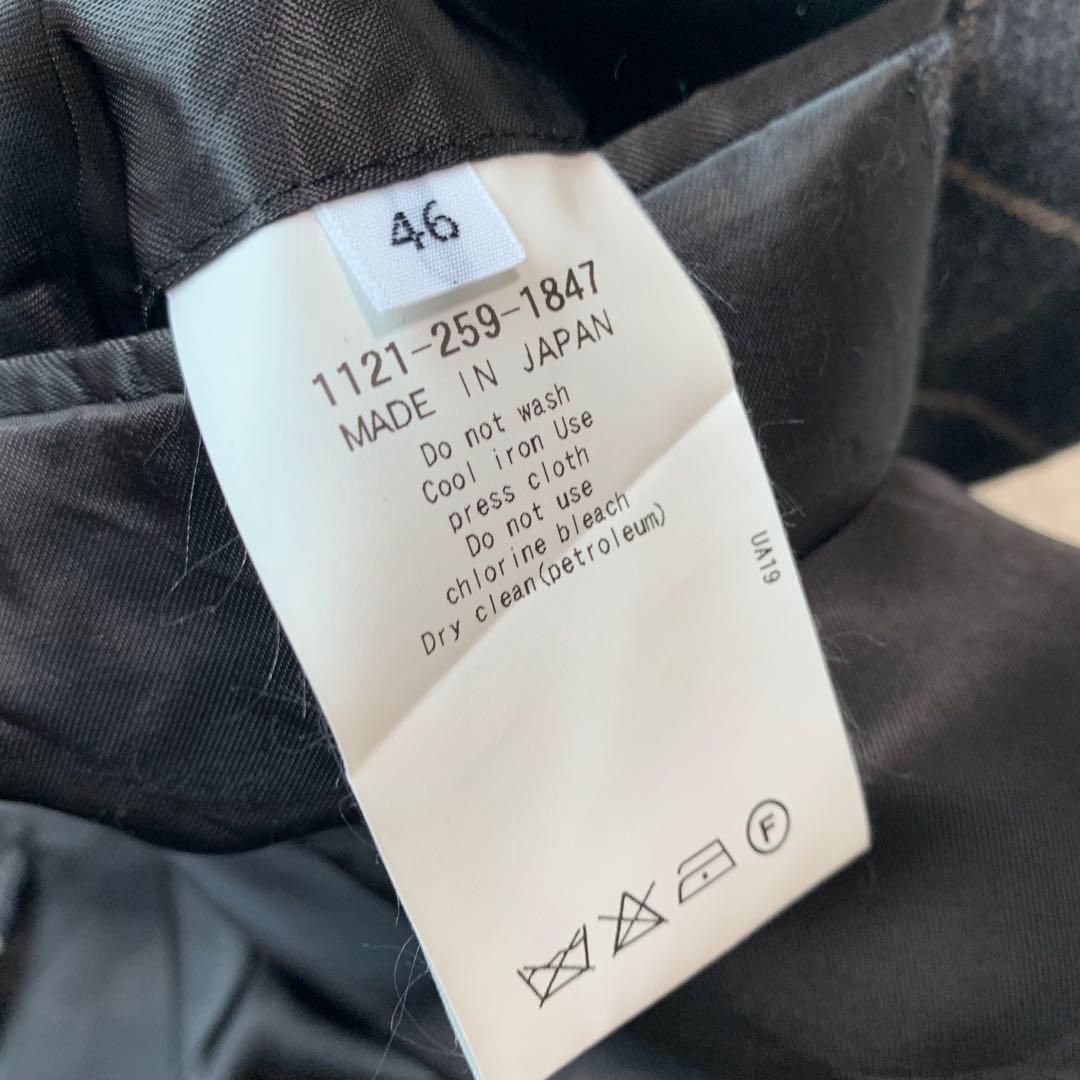 46
1121-259-1847
MADE IN JAPAN
Do not wash
Cool iron Use
press cloth
Do not use
chlorine bleach
Dry clean(petroleum)
UA19
F